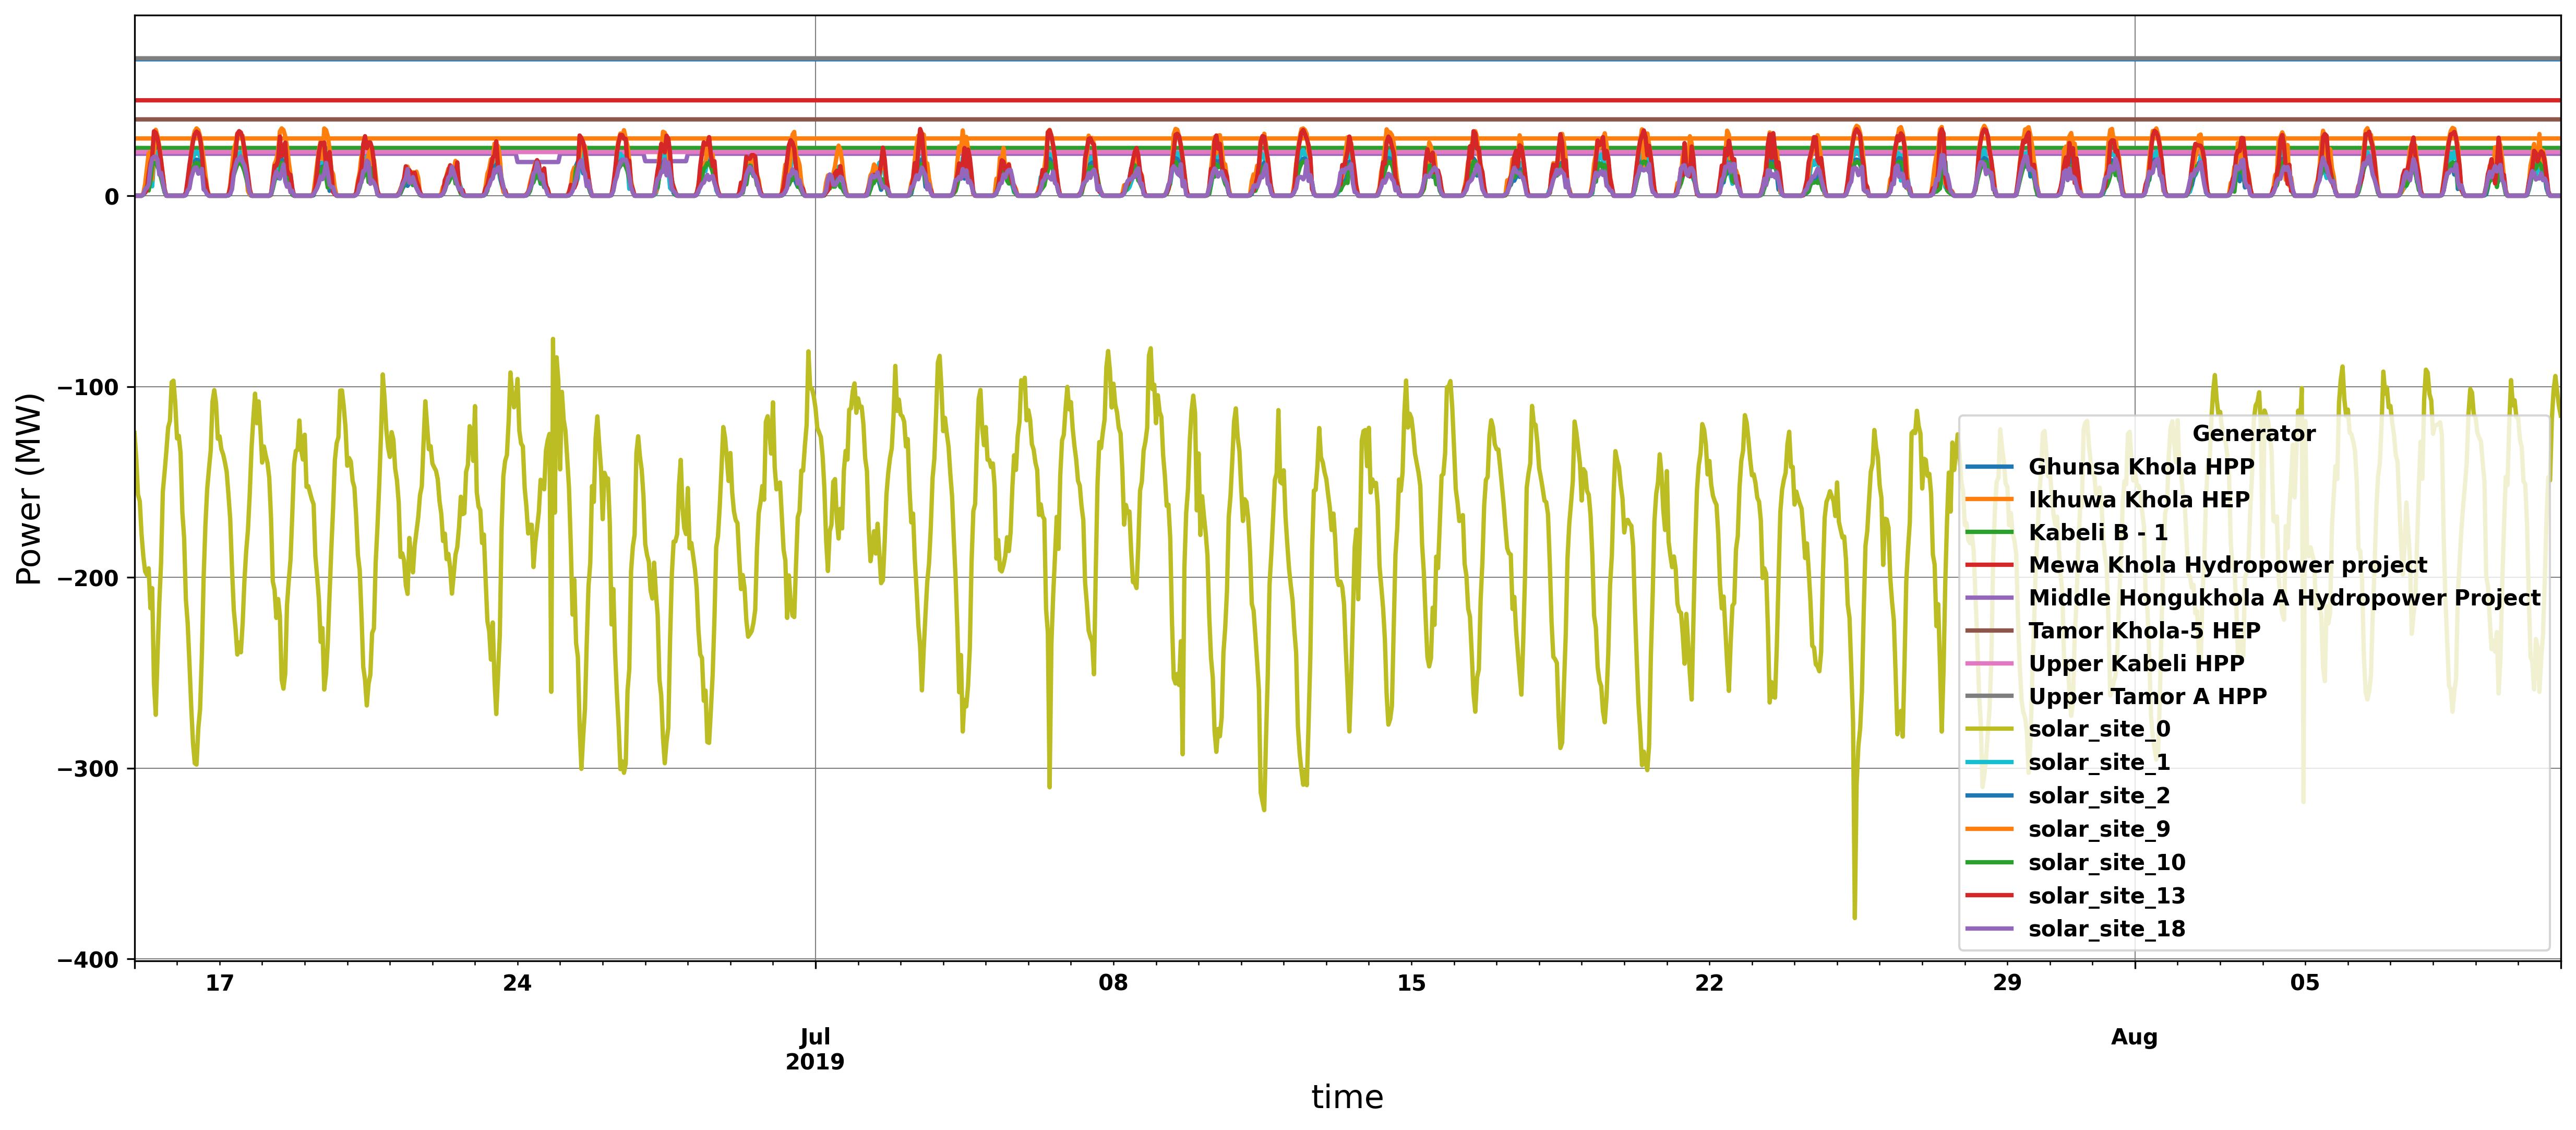 Power (MW)
0
−100
−200
−300
−400
Generator
Ghunsa Khola HPP
Ikhuwa Khola HEP
Kabeli B - 1
Mewa Khola Hydropower project
Middle Hongukhola A Hydropower Project
Tamor Khola-5 HEP
Upper Kabeli HPP
Upper Tamor A HPP
solar_site_0
solar_site_1
solar_site_2
solar_site_9
solar_site_10
solar_site_13
solar_site_18
17 24 08 15 22 29 05
Jul Aug
2019
time